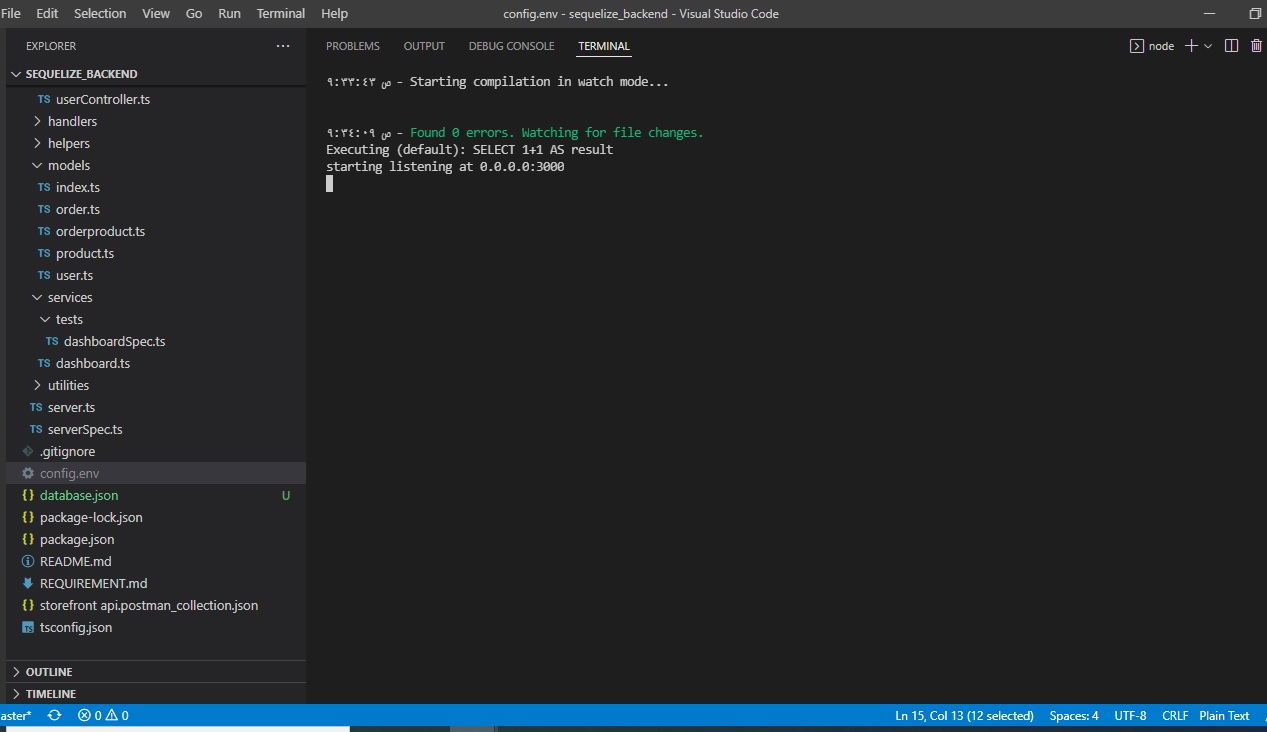 File Edit Selection View Go Run Terminal Help config.env - sequelize_backend - Visual Studio Code
EXPLORER
SEQUELIZE_BACKEND
TS userController.ts
handlers
helpers
models
TS index.ts
TS order.ts
TS orderproduct.ts
TS product.ts
TS user.ts
services
tests
TS dashboardSpec.ts
TS dashboard.ts
utilities
TS server.ts
TS serverSpec.ts
.gitignore
config.env
{} database.json U
{} package-lock.json
{} package.json
README.md
REQUIREMENT.md
{} storefront api.postman_collection.json
TS tsconfig.json
OUTLINE
TIMELINE
PROBLEMS OUTPUT DEBUG CONSOLE TERMINAL
node
٩:٣٣:٤٣ ص - Starting compilation in watch mode...
٩:٣٤:٠٩ ص - Found 0 errors. Watching for file changes.
Executing (default): SELECT 1+1 AS result
starting listening at 0.0.0.0:3000
aster* 0 0 Ln 15, Col 13 (12 selected) Spaces: 4 UTF-8 CRLF Plain Text